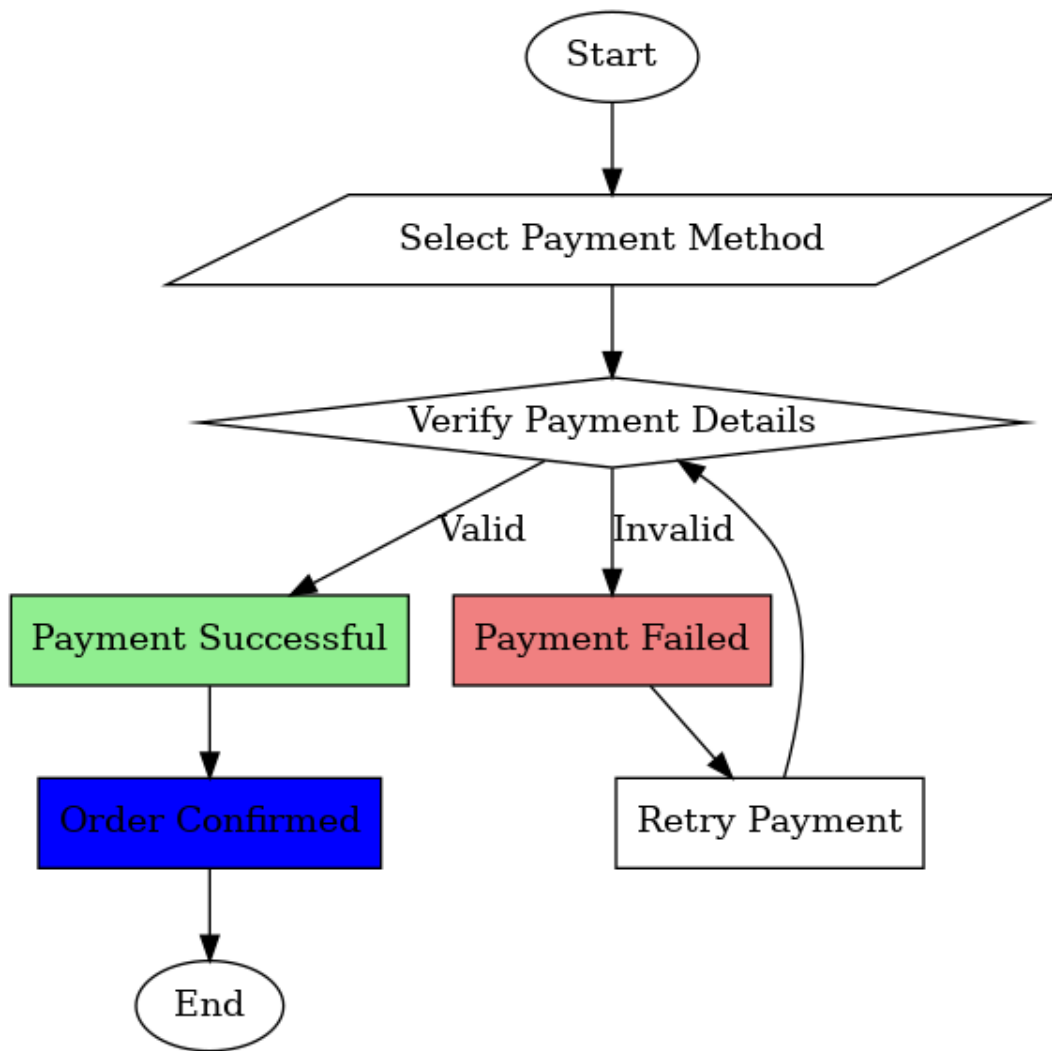 Start
Select Payment Method
Verify Payment Details
Valid
Invalid
Payment Successful
Payment Failed
Order Confirmed
Retry Payment
End